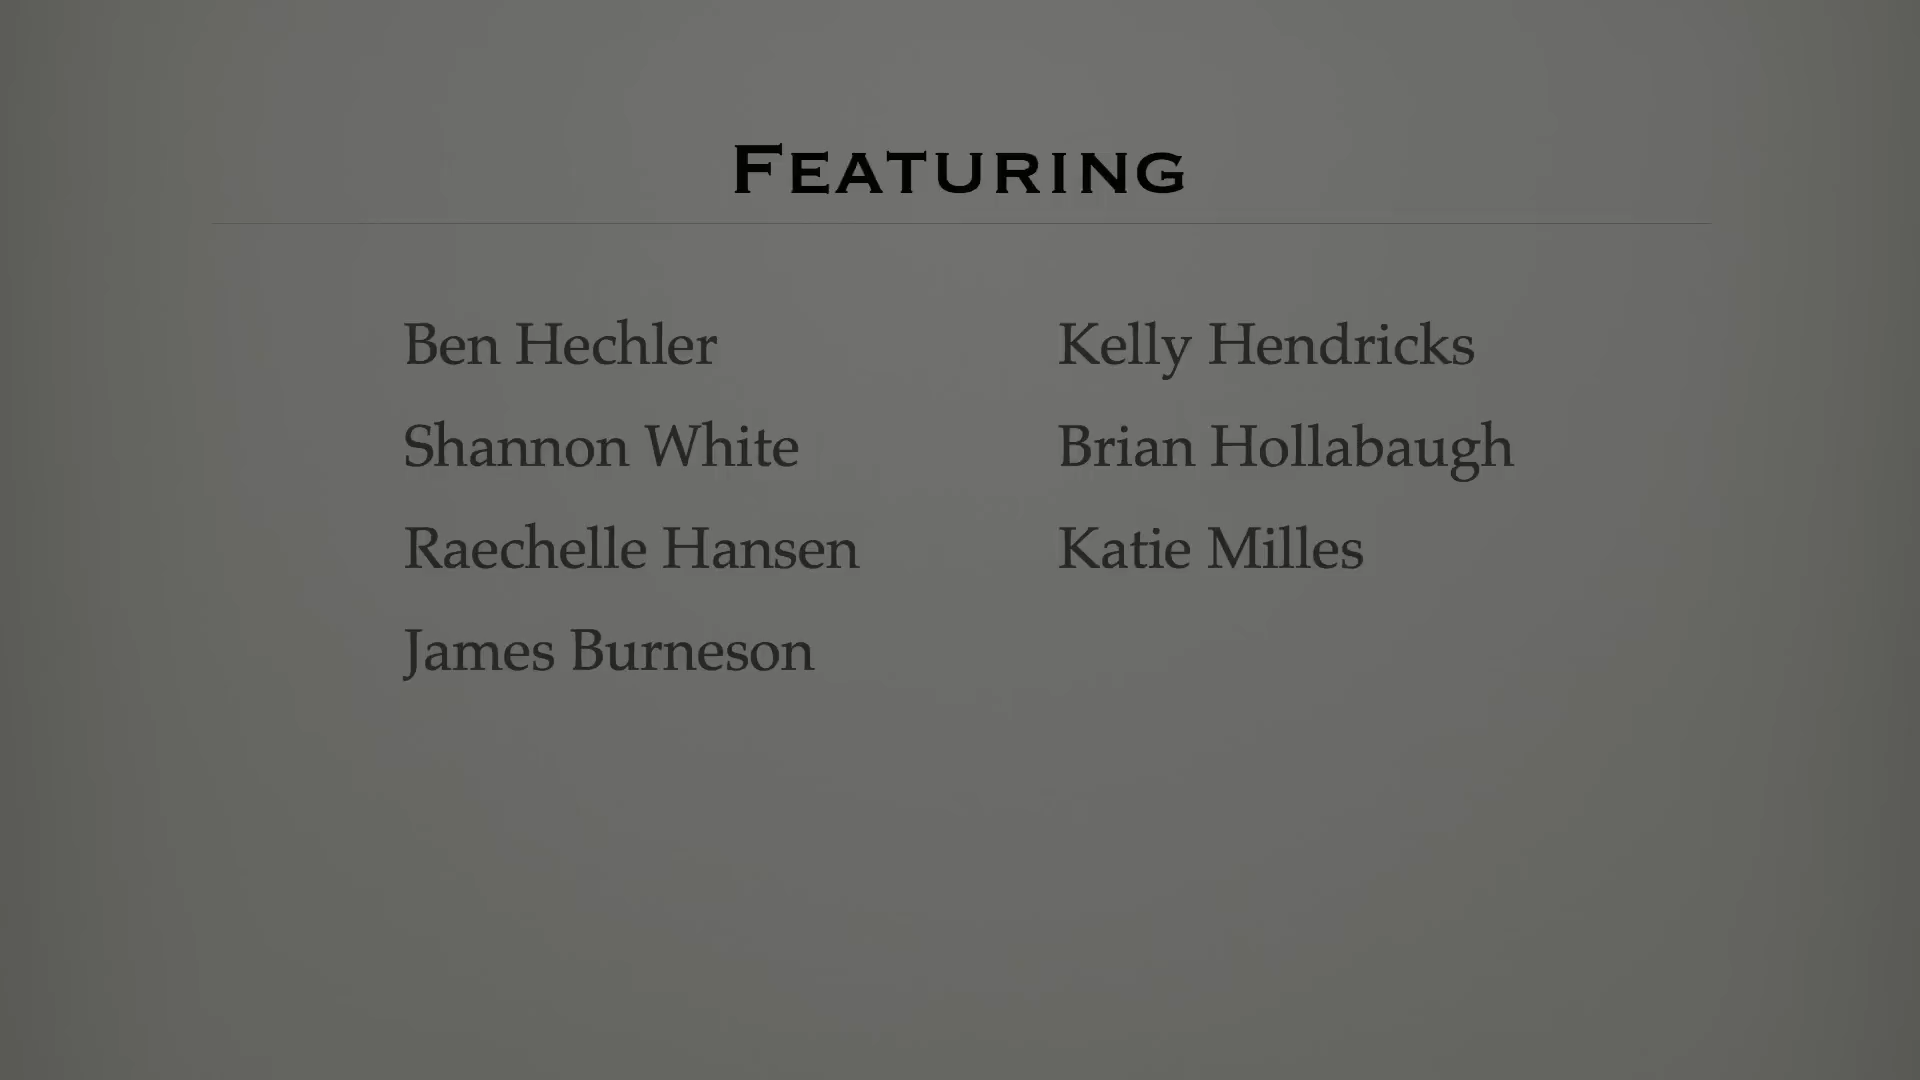 Featuring
Ben Hechler
Shannon White
Raechelle Hansen
James Burneson
Kelly Hendricks
Brian Hollabaugh
Katie Milles